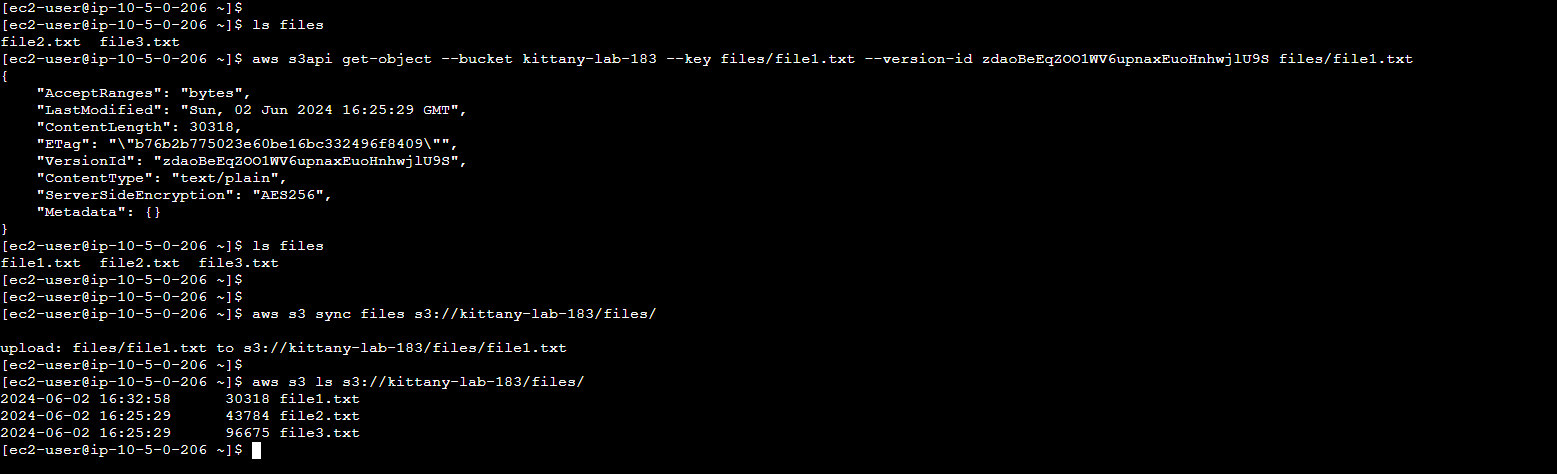 [ec2-user@ip-10-5-0-206 ~]$
[ec2-user@ip-10-5-0-206 ~]$ ls files
file2.txt  file3.txt
[ec2-user@ip-10-5-0-206 ~]$ aws s3api get-object --bucket kittany-lab-183 --key files/file1.txt --version-id zdaoBeEqZOO1WV6upnaxEuoHnhwjlU9S files/file1.txt
{
    "AcceptRanges": "bytes",
    "LastModified": "Sun, 02 Jun 2024 16:25:29 GMT",
    "ContentLength": 30318,
    "ETag": "\"b76b2b775023e60be16bc332496f8409\"",
    "VersionId": "zdaoBeEqZOO1WV6upnaxEuoHnhwjlU9S",
    "ContentType": "text/plain",
    "ServerSideEncryption": "AES256",
    "Metadata": {}
}
[ec2-user@ip-10-5-0-206 ~]$ ls files
file1.txt  file2.txt  file3.txt
[ec2-user@ip-10-5-0-206 ~]$
[ec2-user@ip-10-5-0-206 ~]$
[ec2-user@ip-10-5-0-206 ~]$ aws s3 sync files s3://kittany-lab-183/files/
upload: files/file1.txt to s3://kittany-lab-183/files/file1.txt
[ec2-user@ip-10-5-0-206 ~]$
[ec2-user@ip-10-5-0-206 ~]$ aws s3 ls s3://kittany-lab-183/files/
2024-06-02 16:32:58      30318 file1.txt
2024-06-02 16:25:29      43784 file2.txt
2024-06-02 16:25:29      96675 file3.txt
[ec2-user@ip-10-5-0-206 ~]$